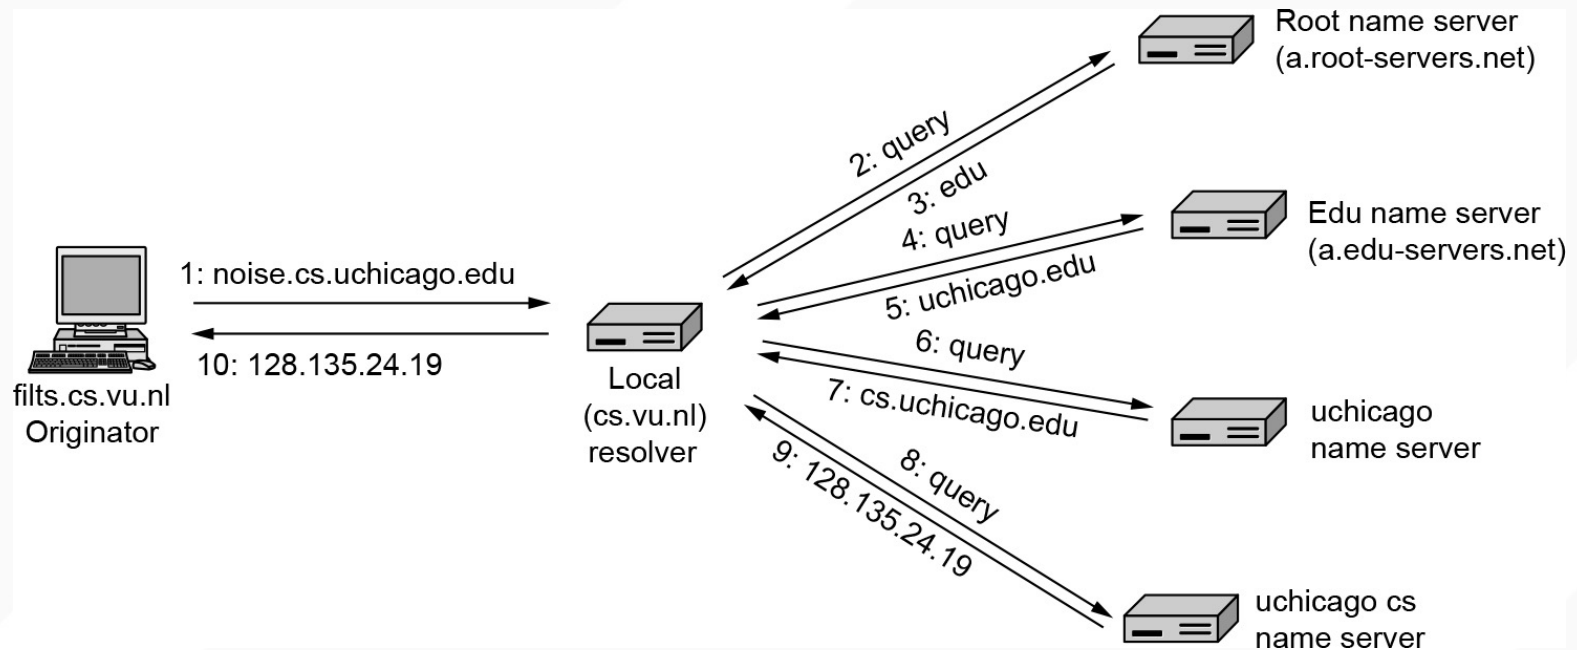 Root name server
(a.root-servers.net)
2: query
3: edu
Edu name server
(a.edu-servers.net)
4: query
5: uchicago.edu
1: noise.cs.uchicago.edu
10: 128.135.24.19
filts.cs.vu.nl
Originator
Local
(cs.vu.nl)
resolver
6: query
7: cs.uchicago.edu
uchicago
name server
8: query
9: 128.135.24.19
uchicago cs
name server